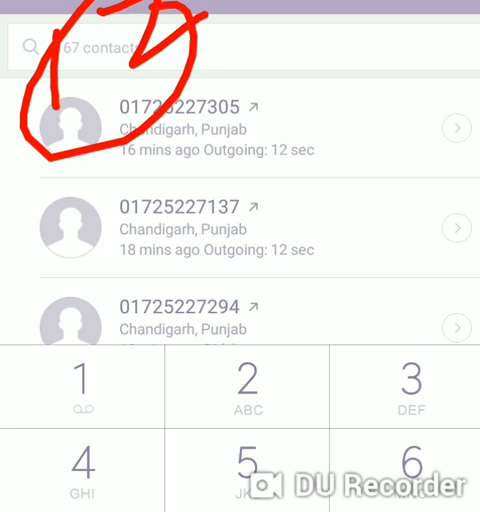 67 contacts
01725227305
Chandigarh, Punjab
16 mins ago Outgoing: 12 sec
01725227137
Chandigarh, Punjab
18 mins ago Outgoing: 12 sec
01725227294
Chandigarh, Punjab
1 2 3
ABC DEF
4 5 6
GHI
DU Recorder